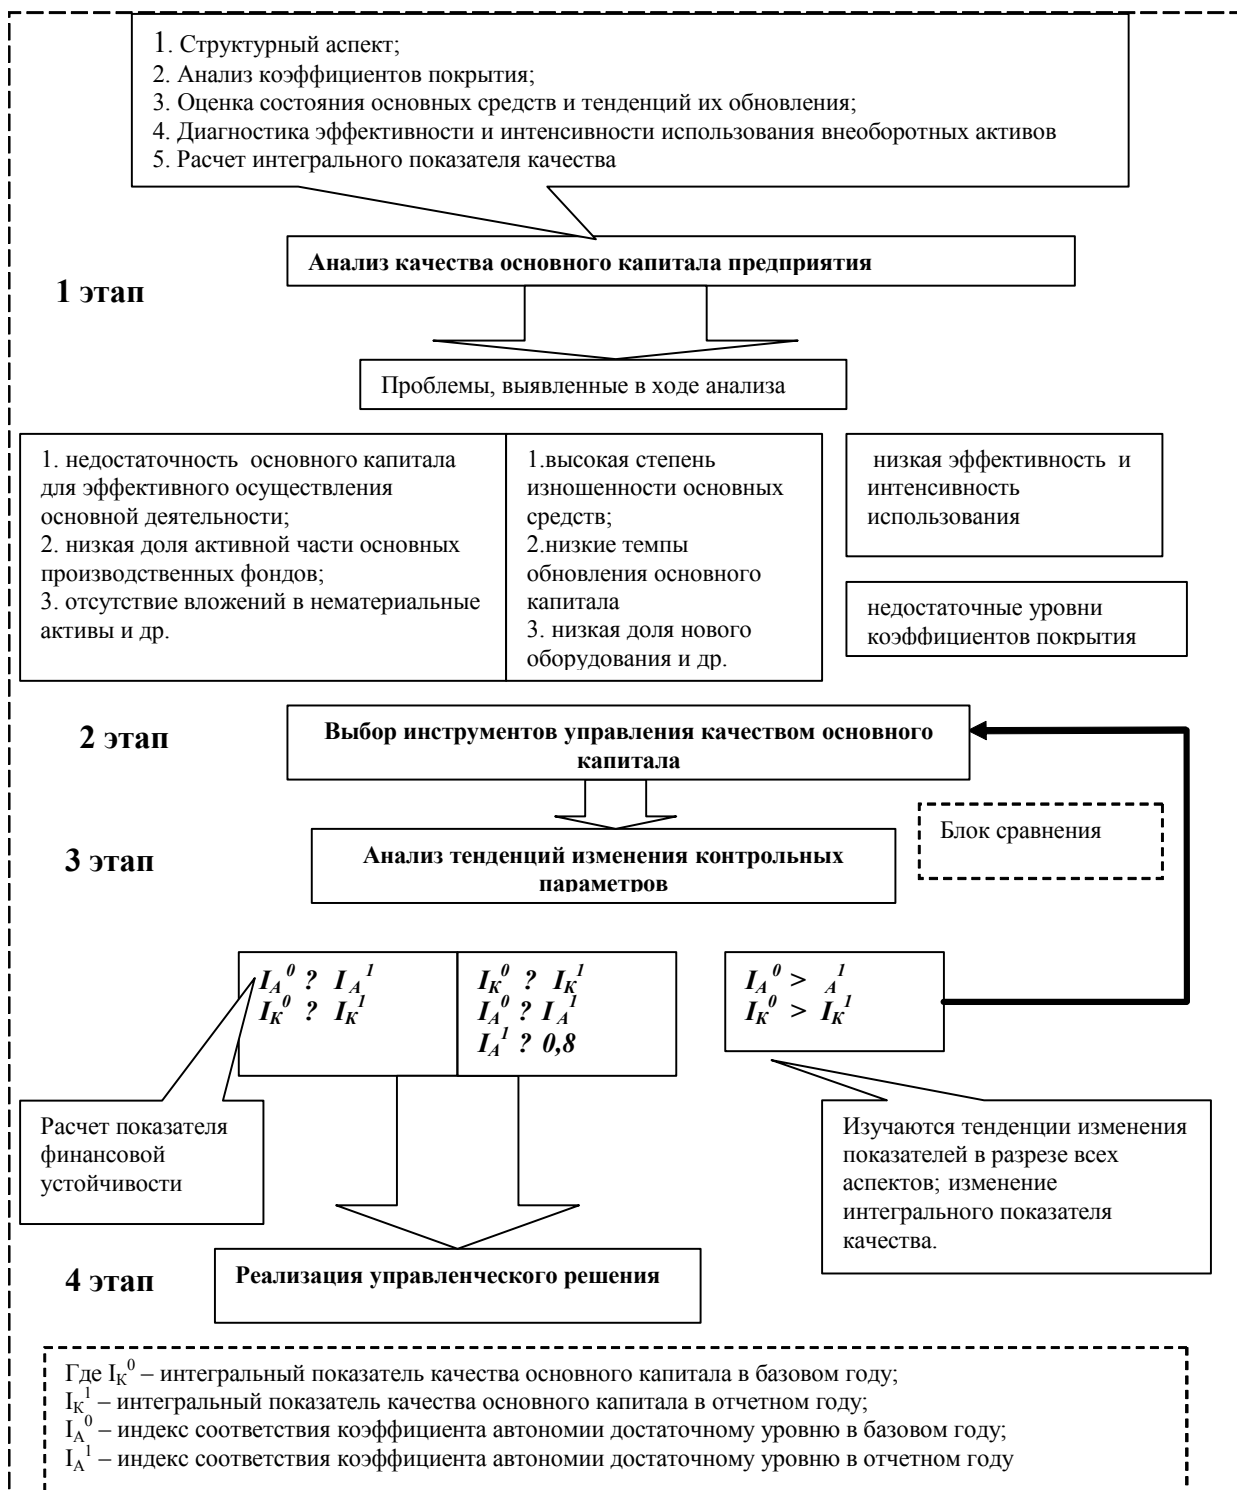 1. Структурный аспект;
2. Анализ коэффициентов покрытия;
3. Оценка состояния основных средств и тенденций их обновления;
4. Диагностика эффективности и интенсивности использования внеоборотных активов
5. Расчет интегрального показателя качества
Анализ качества основного капитала предприятия
1 этап
Проблемы, выявленные в ходе анализа
1. недостаточность основного капитала
для эффективного осуществления
основной деятельности;
2. низкая доля активной части основных
производственных фондов;
3. отсутствие вложений в нематериальные
активы и др.
1.высокая степень
изношенности основных
средств;
2.низкие темпы
обновления основного
капитала
3. низкая доля нового
оборудования и др.
низкая эффективность и
интенсивность
использования
недостаточные уровни
коэффициентов покрытия
2 этап
Выбор инструментов управления качеством основного
капитала
Блок сравнения
3 этап
Анализ тенденций изменения контрольных
параметров
I_A^0 ? I_A^1
I_K^0 ? I_K^1
I_K^0 ? I_K^1
I_A^0 ? I_A^1
I_A^1 ? 0,8
I_A^0 > _A^1
I_K^0 > I_K^1
Расчет показателя
финансовой
устойчивости
Изучаются тенденции изменения
показателей в разрезе всех
аспектов; изменение
интегрального показателя
качества.
4 этап
Реализация управленческого решения
Где I_K^0 – интегральный показатель качества основного капитала в базовом году;
I_K^1 – интегральный показатель качества основного капитала в отчетном году;
I_A^0 – индекс соответствия коэффициента автономии достаточному уровню в базовом году;
I_A^1 – индекс соответствия коэффициента автономии достаточному уровню в отчетном году